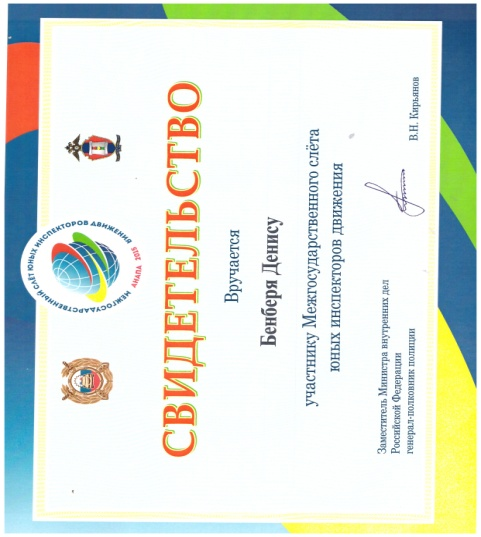 МЕЖГОСУДАРСТВЕННЫЙ СЛЁТ ЮНЫХ ИНСПЕКТОРОВ ДВИЖЕНИЯ
АНАПА 2013
СВИДЕТЕЛЬСТВО
Вручается
Бенберя Денису
участнику Межгосударственного слёта
юных инспекторов движения
Заместитель Министра внутренних дел
Российской Федерации
генерал-полковник полиции
В.Н. Кирьянов